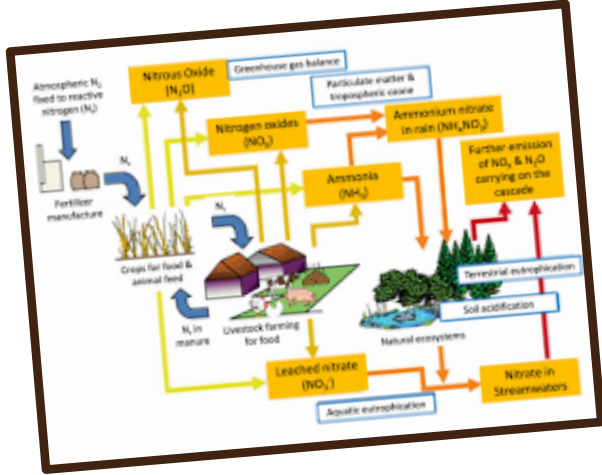 Atmospheric N₂
fixed to reactive
nitrogen (Nᵣ)
Nitrous Oxide
(N₂O)
Greenhouse gas balance
Particulate matter &
tropospheric ozone
Nitrogen oxides
(NOₓ)
Ammonium nitrate
in rain (NH₄NO₃)
Further emission
of NOₓ & N₂O
carrying on the
cascade
Nᵣ
Fertilizer
manufacture
Ammonia
(NH₃)
Nᵣ
Crops for food &
animal feed
Terrestrial eutrophication
Soil acidification
Nᵣ in
manure
Livestock farming
for food
Natural ecosystems
Leached nitrate
(NO₃⁻)
Nitrate in
Streamwaters
Aquatic eutrophication